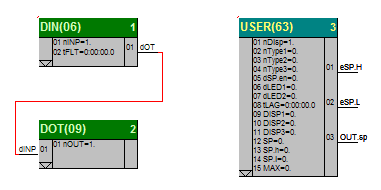 DIN(06) 1
01 nINP=1.
02 tFLT=0:00:00.0
01 dOT
DOT(09) 2
dINP 01
01 nOUT=1.
USER(63) 3
01 nDisp=1.
02 nType1=0.
03 nType2=0.
04 nType3=0.
05 dSP.en=0.
06 dLED1=0.
07 dLED2=0.
08 tLAG=0:00:00.0
09 DISP1=0.
10 DISP2=0.
11 DISP3=0.
12 SP=0.
13 SP.h=0.
14 SP.l=0.
15 MAX=0.
01 eSP.H
02 eSP.L
03 OUT.sp